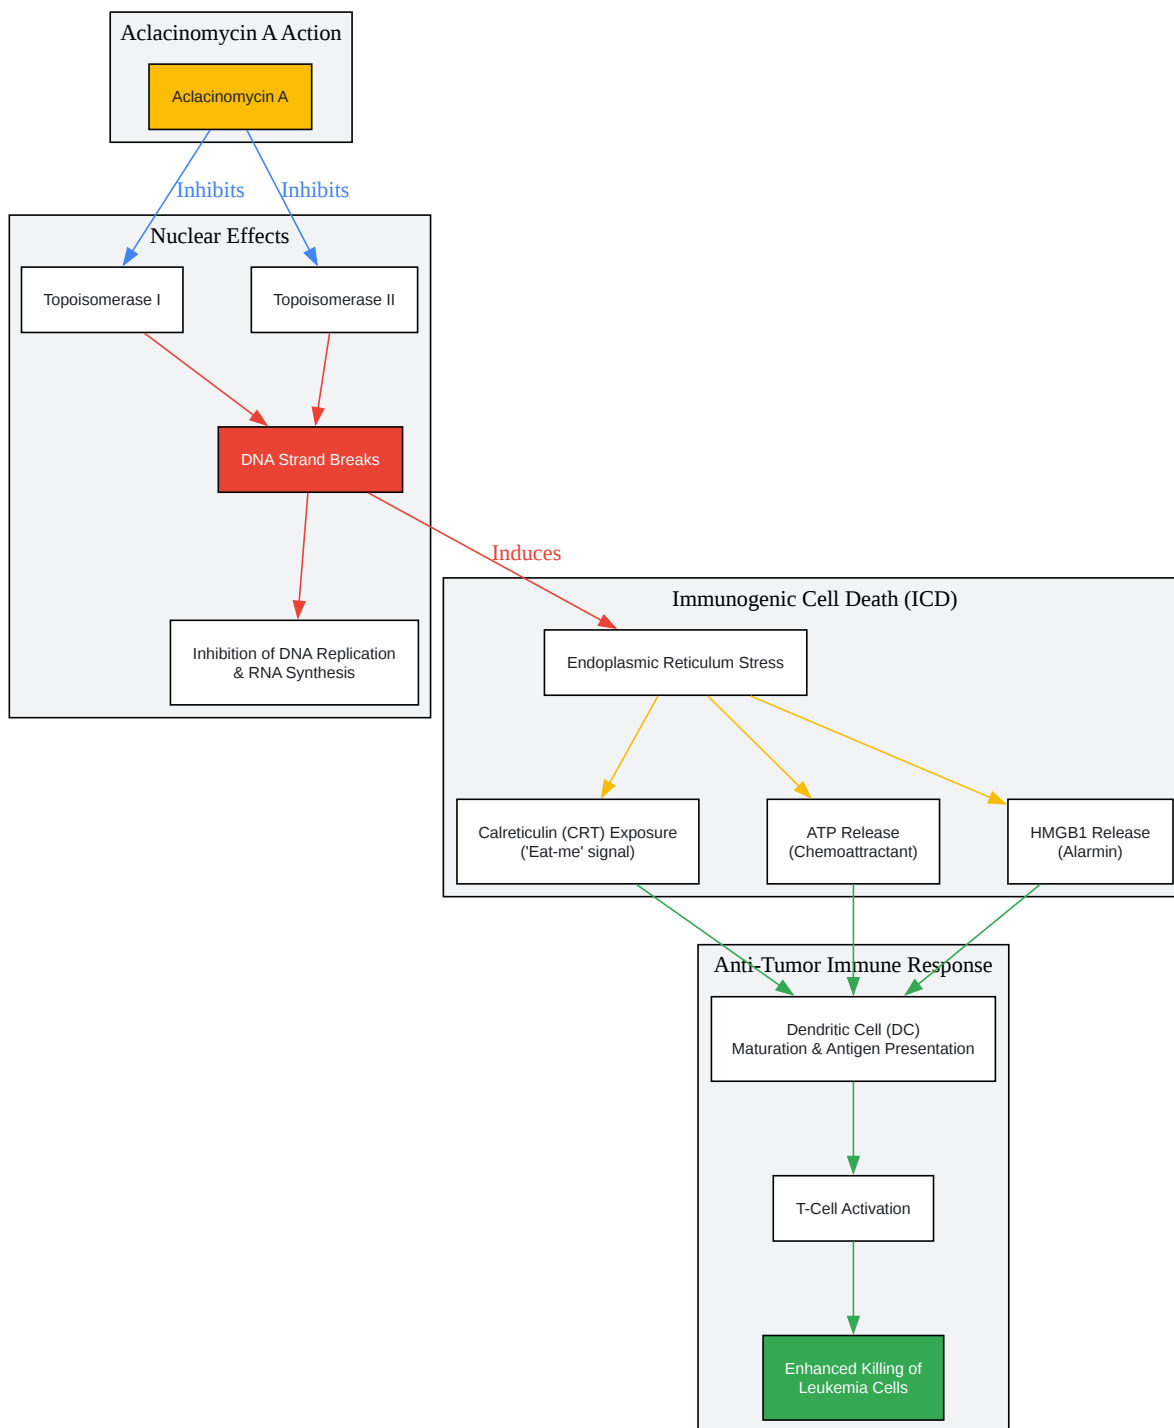 Aclacinomycin A Action
Aclacinomycin A
Inhibits
Inhibits
Nuclear Effects
Topoisomerase I
Topoisomerase II
DNA Strand Breaks
Induces
Immunogenic Cell Death (ICD)
Inhibition of DNA Replication
& RNA Synthesis
Endoplasmic Reticulum Stress
Calreticulin (CRT) Exposure
('Eat-me' signal)
ATP Release
(Chemoattractant)
HMGB1 Release
(Alarmin)
Anti-Tumor Immune Response
Dendritic Cell (DC)
Maturation & Antigen Presentation
T-Cell Activation
Enhanced Killing of
Leukemia Cells